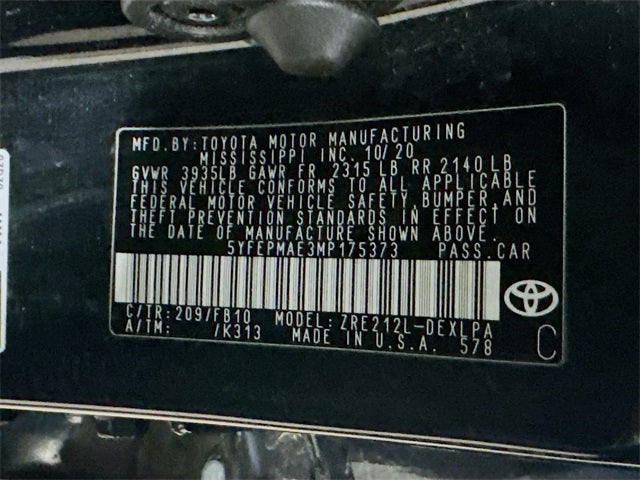 MFD. BY: TOYOTA MOTOR MANUFACTURING
MISSISSIPPI INC. 10/20
GVWR 3935LB GAWR FR 2315 LB RR 2140 LB
THIS VEHICLE CONFORMS TO ALL APPLICABLE
FEDERAL MOTOR VEHICLE SAFETY, BUMPER, AND
THEFT PREVENTION STANDARDS IN EFFECT ON
THE DATE OF MANUFACTURE SHOWN ABOVE.
5YFEPMAE3MP175373 PASS. CAR
C/TR: 209/FB10 MODEL: ZRE212L-DEXLPA
A/TM: /K313 MADE IN U.S.A. 578 C